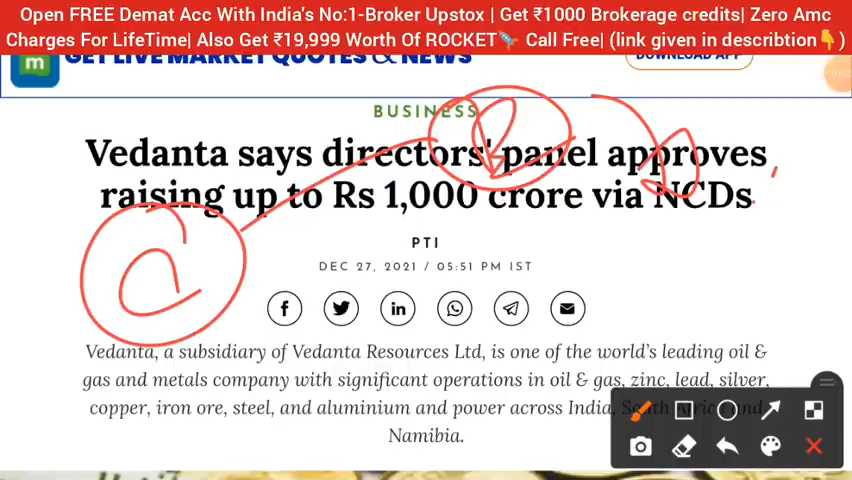 Open FREE Demat Acc With India's No:1-Broker Upstox | Get ₹1000 Brokerage credits| Zero Amc
Charges For LifeTime| Also Get ₹19,999 Worth Of ROCKET🚀 Call Free| (link given in describtion👇)
m
GET LIVE MARKET QUOTES & NEWS
DOWNLOAD APP
BUSINESS
Vedanta says directors' panel approves
raising up to Rs 1,000 crore via NCDs
PTI
DEC 27, 2021 / 05:51 PM IST
Vedanta, a subsidiary of Vedanta Resources Ltd, is one of the world's leading oil &
gas and metals company with significant operations in oil & gas, zinc, lead, silver,
copper, iron ore, steel, and aluminium and power across India, South Africa and
Namibia.